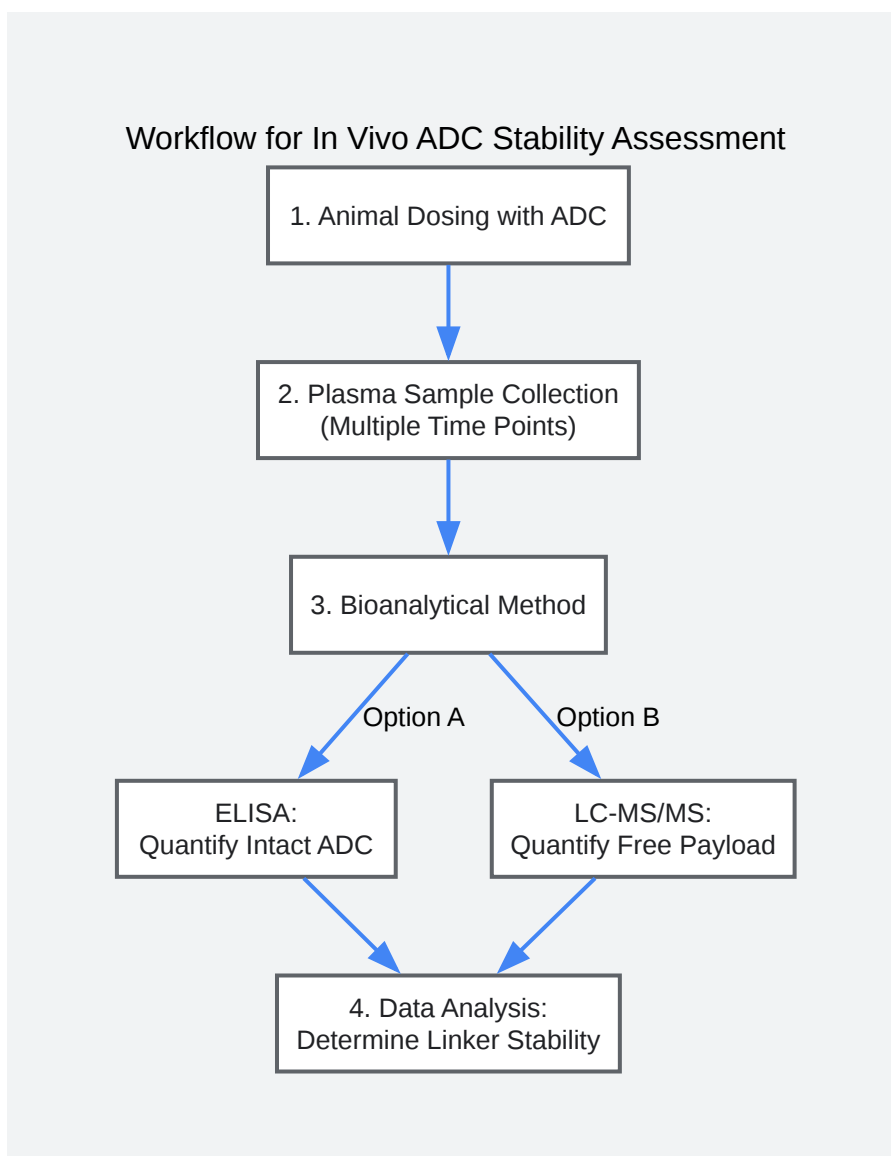 Workflow for In Vivo ADC Stability Assessment
1. Animal Dosing with ADC
2. Plasma Sample Collection
(Multiple Time Points)
3. Bioanalytical Method
Option A
Option B
ELISA:
Quantify Intact ADC
LC-MS/MS:
Quantify Free Payload
4. Data Analysis:
Determine Linker Stability